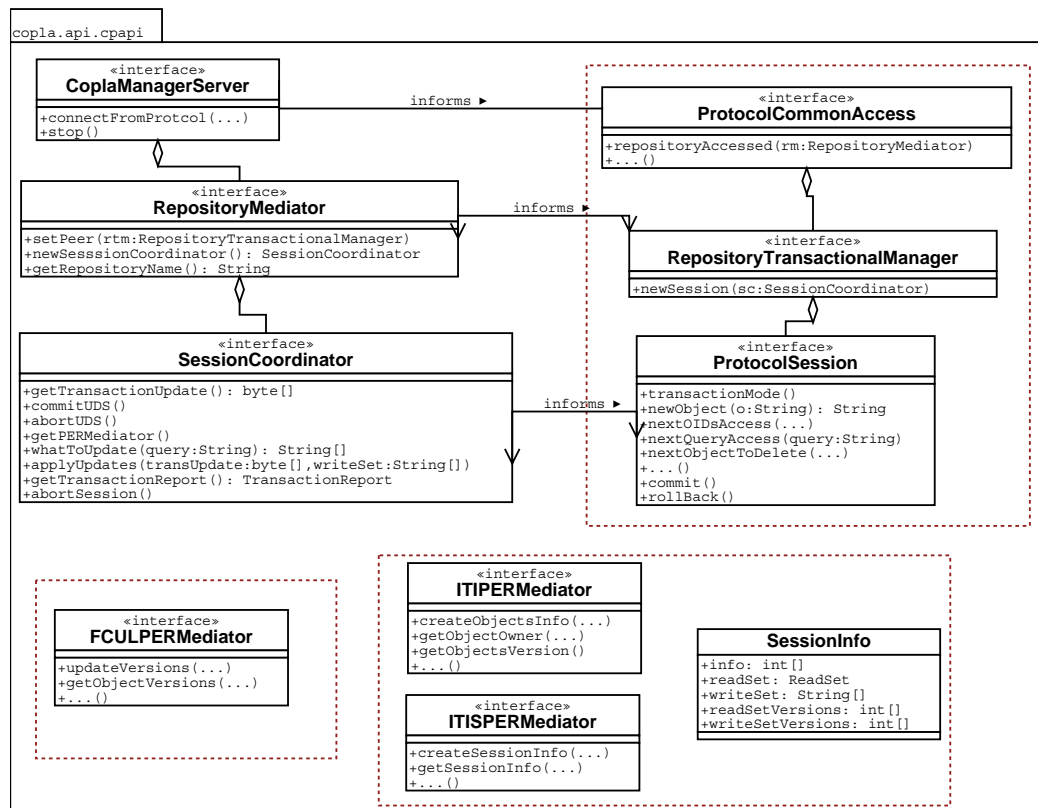 copla.api.cpapi
«interface»
CoplaManagerServer
+connectFromProtcol(...)
+stop()
informs ►
«interface»
ProtocolCommonAccess
+repositoryAccessed(rm:RepositoryMediator)
+...()
«interface»
RepositoryMediator
+setPeer(rtm:RepositoryTransactionalManager)
+newSesssionCoordinator(): SessionCoordinator
+getRepositoryName(): String
informs ►
«interface»
RepositoryTransactionalManager
+newSession(sc:SessionCoordinator)
«interface»
SessionCoordinator
+getTransactionUpdate(): byte[]
+commitUDS()
+abortUDS()
+getPERMediator()
+whatToUpdate(query:String): String[]
+applyUpdates(transUpdate:byte[],writeSet:String[])
+getTransactionReport(): TransactionReport
+abortSession()
informs ►
«interface»
ProtocolSession
+transactionMode()
+newObject(o:String): String
+nextOIDsAccess(...)
+nextQueryAccess(query:String)
+nextObjectToDelete(...)
+...()
+commit()
+rollBack()
«interface»
FCULPERMediator
+updateVersions(...)
+getObjectVersions(...)
+...()
«interface»
ITIPERMediator
+createObjectsInfo(...)
+getObjectOwner(...)
+getObjectsVersion()
+...()
«interface»
ITISPERMediator
+createSessionInfo(...)
+getSessionInfo(...)
+...()
SessionInfo
+info: int[]
+readSet: ReadSet
+writeSet: String[]
+readSetVersions: int[]
+writeSetVersions: int[]